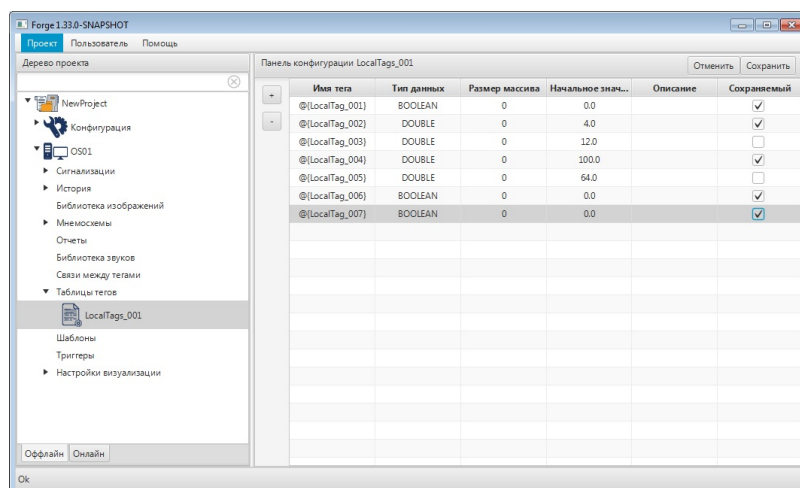 Forge 1.33.0-SNAPSHOT
Проект Пользователь Помощь
Дерево проекта
Панель конфигурации LocalTags_001 Отменить Сохранить
NewProject
Конфигурация
OS01
Сигнализации
История
Библиотека изображений
Мнемосхемы
Отчеты
Библиотека звуков
Связи между тегами
Таблицы тегов
LocalTags_001
Шаблоны
Триггеры
Настройки визуализации
Оффлайн Онлайн
+
-
Имя тега Тип данных Размер массива Начальное знач... Описание Сохраняемый
@{LocalTag_001} BOOLEAN 0 0.0
@{LocalTag_002} DOUBLE 0 4.0
@{LocalTag_003} DOUBLE 0 12.0
@{LocalTag_004} DOUBLE 0 100.0
@{LocalTag_005} DOUBLE 0 64.0
@{LocalTag_006} BOOLEAN 0 0.0
@{LocalTag_007} BOOLEAN 0 0.0
Ok